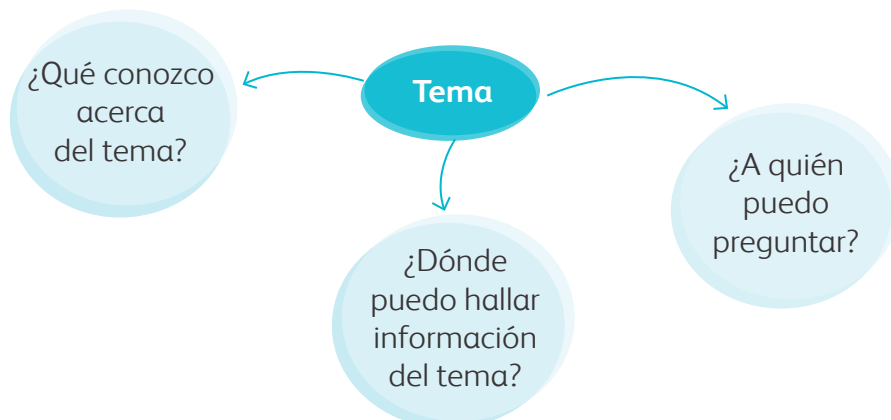 Tema
¿Qué conozco
acerca
del tema?
¿Dónde
puedo hallar
información
del tema?
¿A quién
puedo
preguntar?